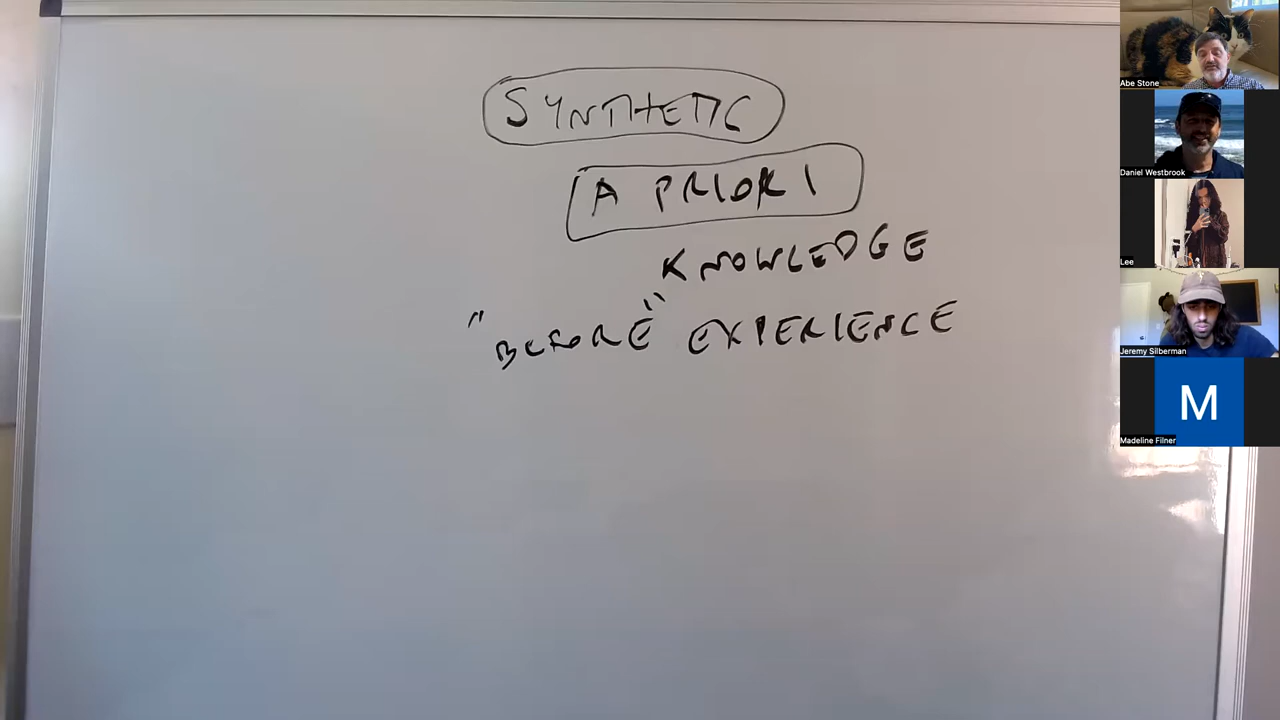 SYNTHETIC
A PRIORI
KNOWLEDGE
"BEFORE" EXPERIENCE
Abe Stone
Daniel Westbrook
Lee
Jeremy Silberman
M
Madeline Filner